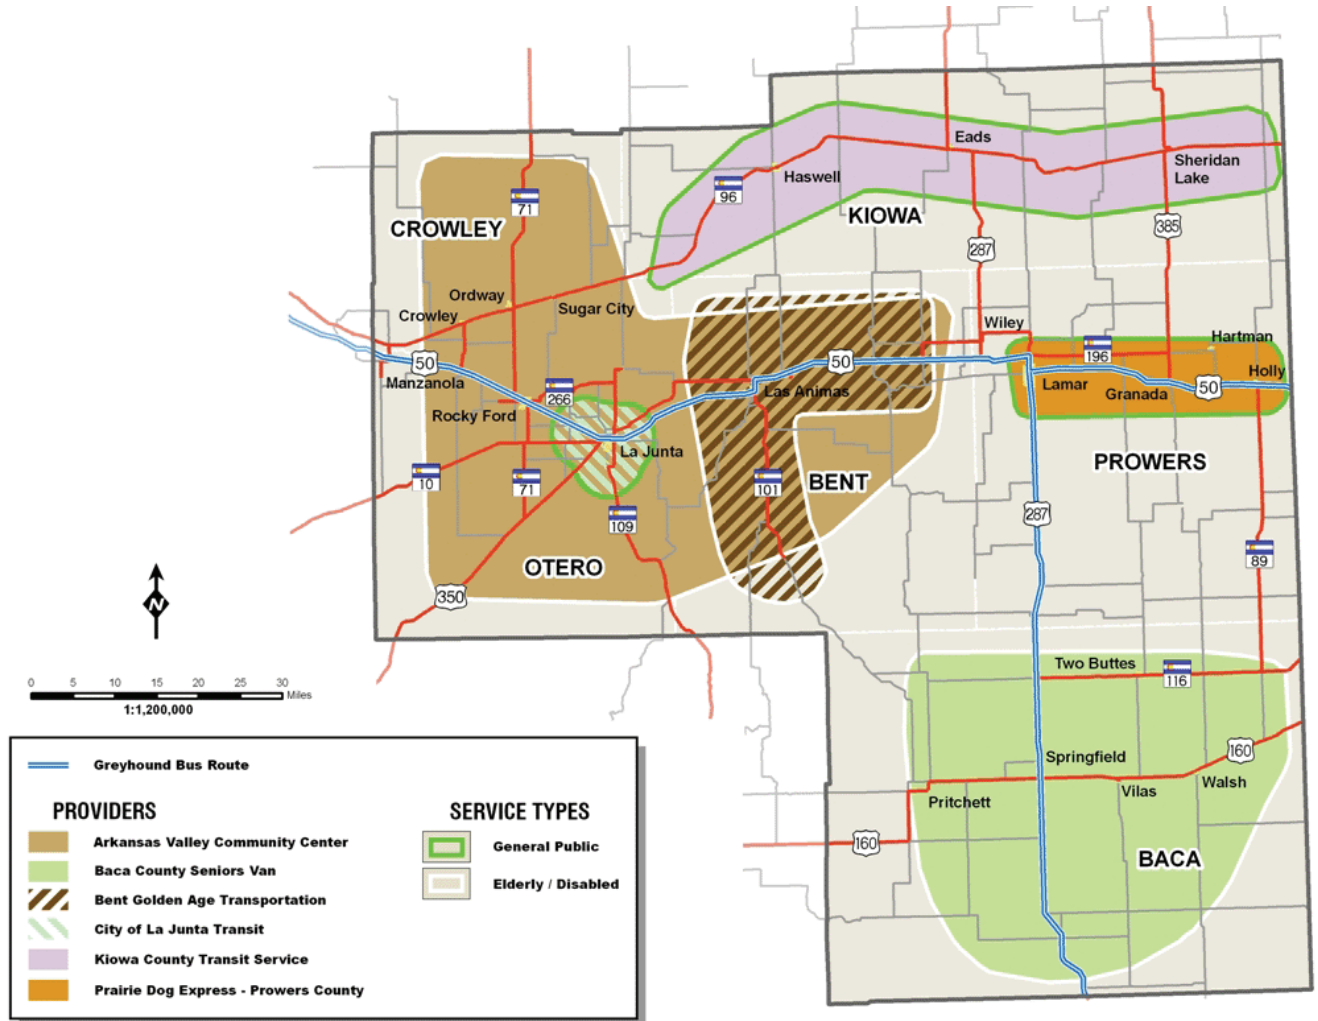 Eads
Sheridan
Lake
Haswell
96
71
CROWLEY
KIOWA
385
287
Ordway
Sugar City
Crowley
Wiley
Hartman
196
50
50
Manzanola
Holly
266
Las Animas
Lamar
Granada
50
Rocky Ford
La Junta
PROWERS
10
71
101
BENT
109
287
89
OTERO
350
N
Two Buttes
116
0 5 10 15 20 25 30
Miles
1:1,200,000
160
Springfield
Walsh
Vilas
Pritchett
160
BACA
Greyhound Bus Route
PROVIDERS
Arkansas Valley Community Center
Baca County Seniors Van
Bent Golden Age Transportation
City of La Junta Transit
Kiowa County Transit Service
Prairie Dog Express - Prowers County
SERVICE TYPES
General Public
Elderly / Disabled